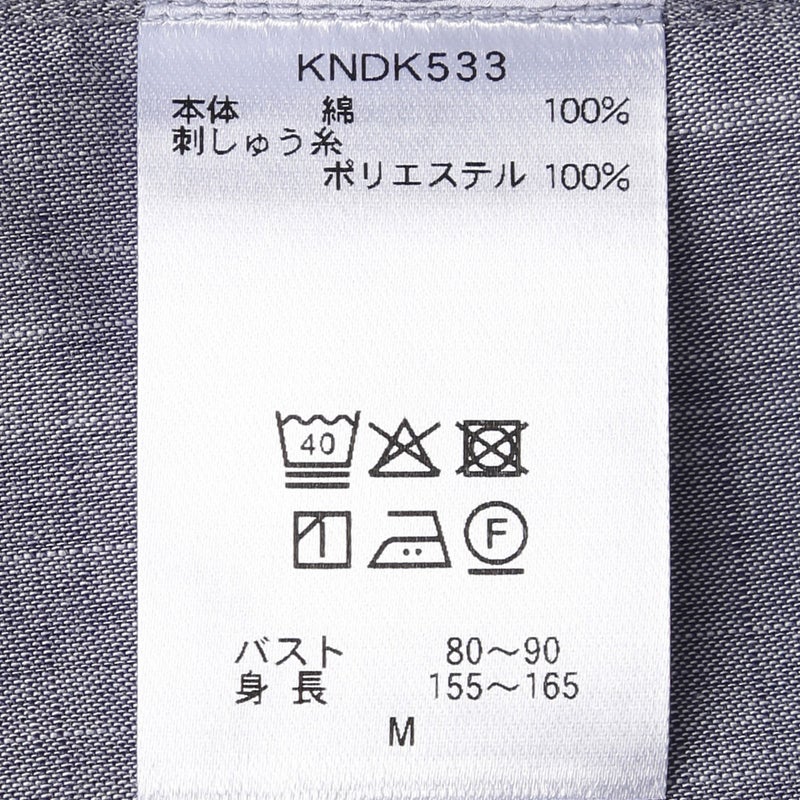 KNDK533
本体 綿 100%
刺しゅう糸
ポリエステル 100%
40
F
バスト 80～90
身長 155～165
M